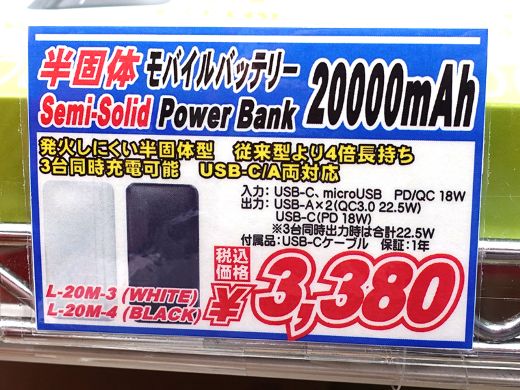 半固体 モバイルバッテリー 20000mAh
Semi-Solid Power Bank
発火しにくい半固体型 従来型より4倍長持ち
3台同時充電可能 USB-C/A両対応
入力：USB-C、microUSB PD/QC 18W
出力：USB-A×2(QC3.0 22.5W)
USB-C(PD 18W)
※3台同時出力時は合計22.5W
付属品：USB-Cケーブル 保証：1年
税込価格 ¥3,380
L-20M-3 (WHITE)
L-20M-4 (BLACK)